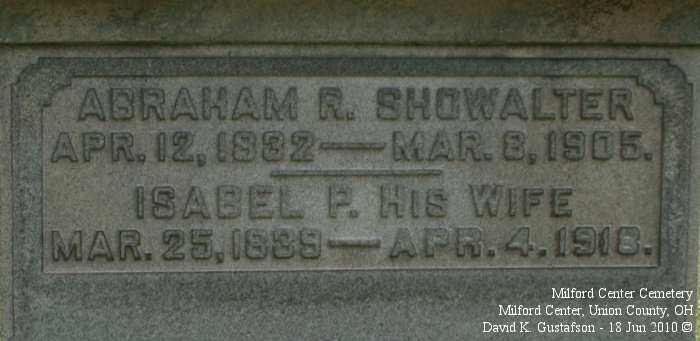 ABRAHAM R. SHOWALTER
APR. 12, 1832 — MAR. 8, 1905.
ISABEL P. HIS WIFE
MAR. 25, 1839 — APR. 4. 1918.
Milford Center Cemetery
Milford Center, Union County, OH
David K. Gustafson - 18 Jun 2010 ©